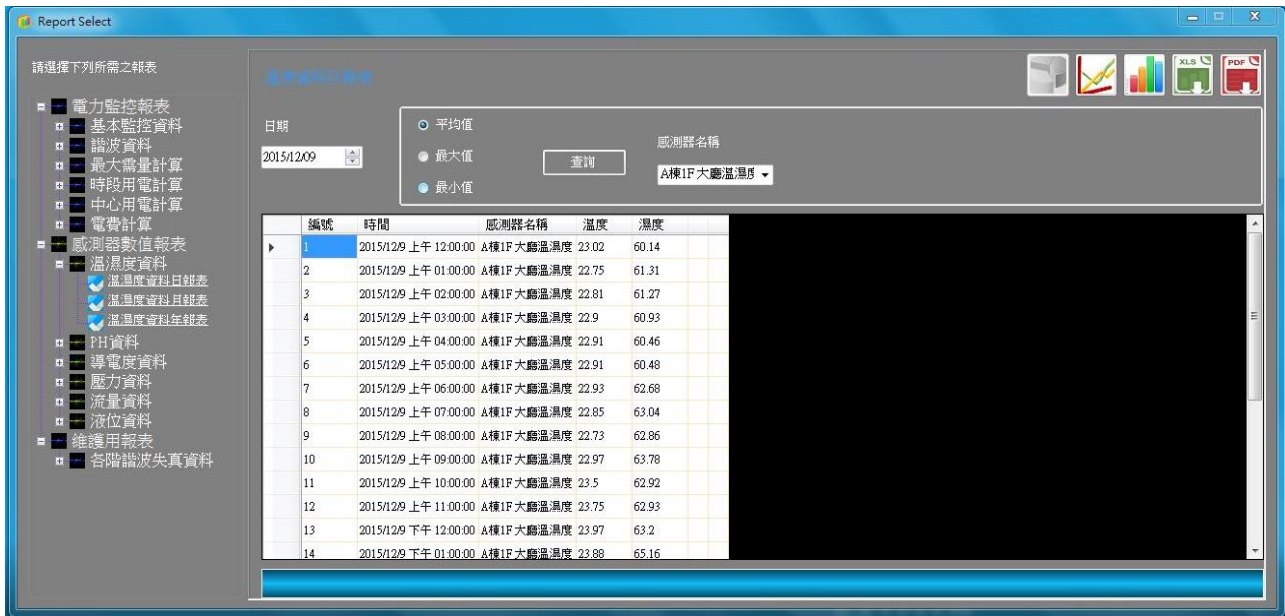 Report Select
請選擇下列所需之報表
電力監控報表
基本監控資料
諧波資料
最大需量計算
時段用電計算
中心用電計算
電費計算
感測器數值報表
溫濕度資料
溫濕度資料日報表
溫濕度資料月報表
溫濕度資料年報表
PH資料
導電度資料
壓力資料
流量資料
液位資料
維護用報表
各階諧波失真資料
XLS
PDF
日期
2015/12/09
平均值
最大值
最小值
查詢
感測器名稱
A棟1F大廳溫濕度
編號 時間 感測器名稱 溫度 濕度
1 2015/12/9 上午 12:00:00 A棟1F大廳溫濕度 23.02 60.14
2 2015/12/9 上午 01:00:00 A棟1F大廳溫濕度 22.75 61.31
3 2015/12/9 上午 02:00:00 A棟1F大廳溫濕度 22.81 61.27
4 2015/12/9 上午 03:00:00 A棟1F大廳溫濕度 22.9 60.93
5 2015/12/9 上午 04:00:00 A棟1F大廳溫濕度 22.91 60.46
6 2015/12/9 上午 05:00:00 A棟1F大廳溫濕度 22.91 60.48
7 2015/12/9 上午 06:00:00 A棟1F大廳溫濕度 22.93 62.68
8 2015/12/9 上午 07:00:00 A棟1F大廳溫濕度 22.85 63.04
9 2015/12/9 上午 08:00:00 A棟1F大廳溫濕度 22.73 62.86
10 2015/12/9 上午 09:00:00 A棟1F大廳溫濕度 22.97 63.78
11 2015/12/9 上午 10:00:00 A棟1F大廳溫濕度 23.5 62.92
12 2015/12/9 上午 11:00:00 A棟1F大廳溫濕度 23.75 62.93
13 2015/12/9 下午 12:00:00 A棟1F大廳溫濕度 23.97 63.2
14 2015/12/9 下午 01:00:00 A棟1F大廳溫濕度 23.88 65.16